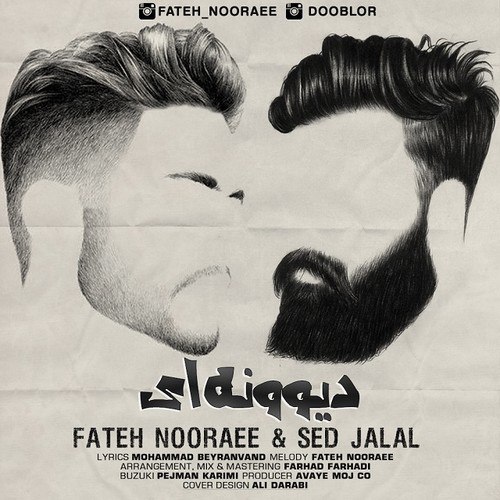 FATEH_NOORAEE DOOBLOR
دیوونه‌ای
FATEH NOORAEE & SED JALAL
LYRICS MOHAMMAD BEYRANVAND MELODY FATEH NOORAEE
ARRANGEMENT, MIX & MASTERING FARHAD FARHADI
BUZUKI PEJMAN KARIMI PRODUCER AVAYE MOJ CO
COVER DESIGN ALI DARABI